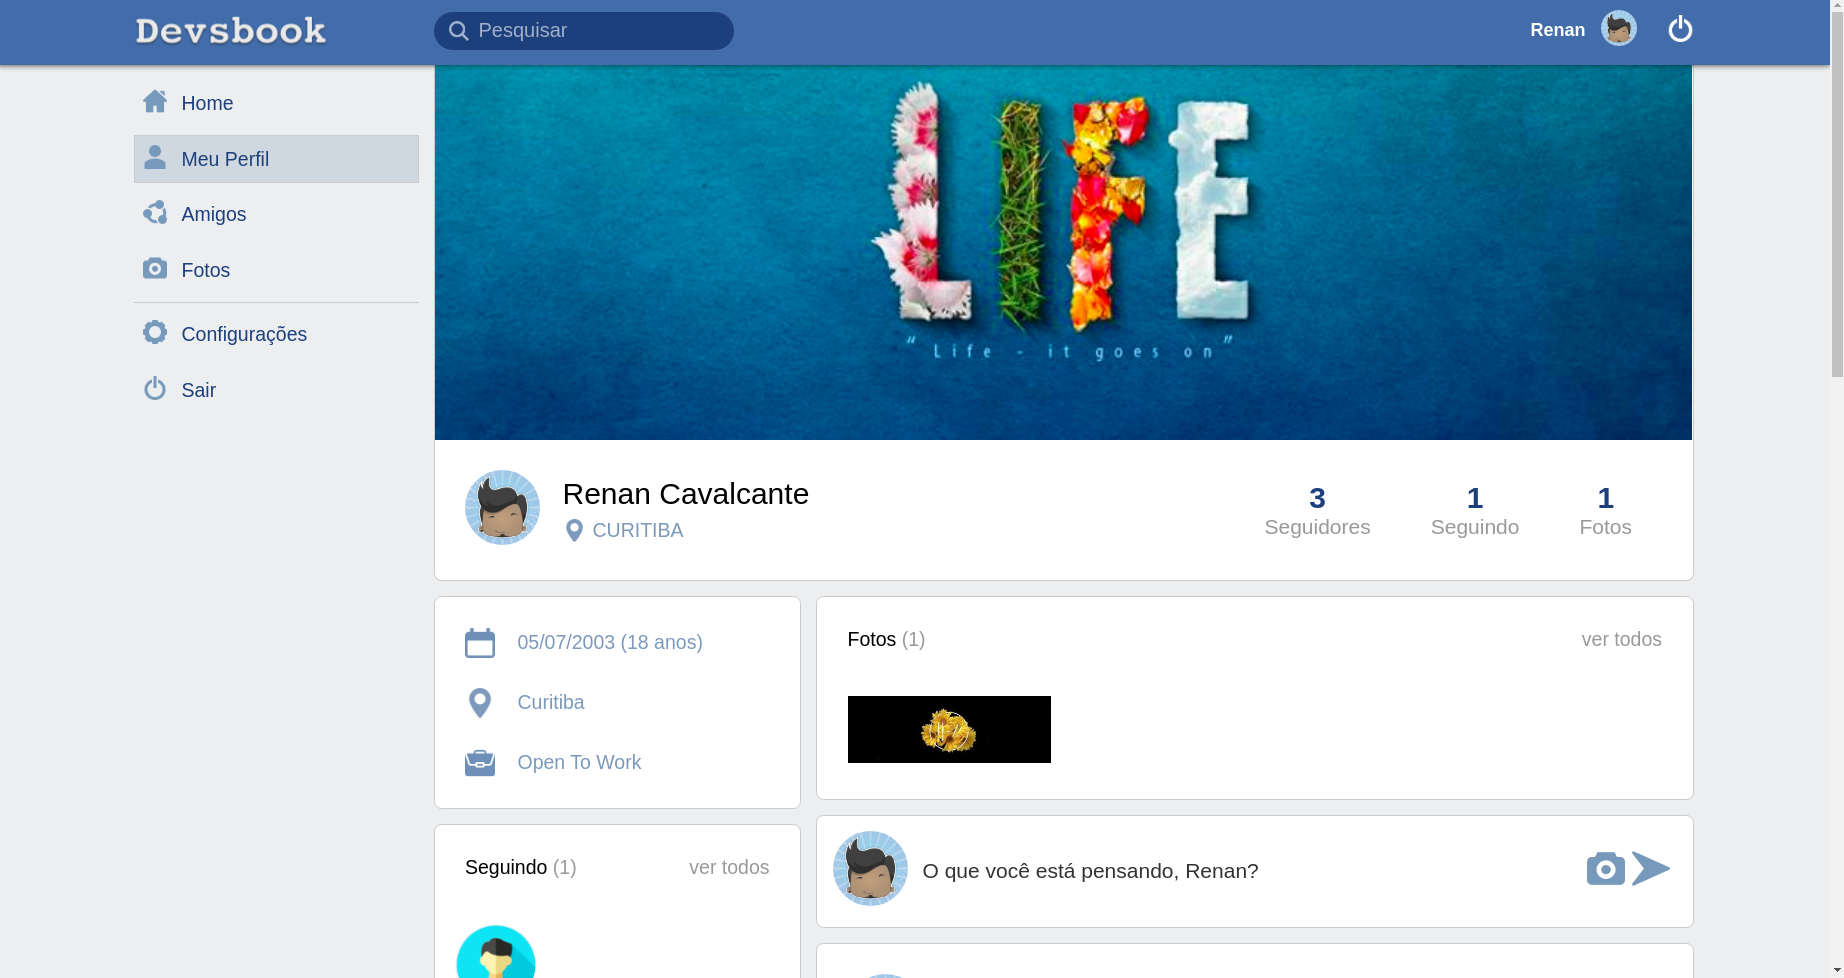 Devsbook
Pesquisar
Renan
Home
Meu Perfil
Amigos
Fotos
Configurações
Sair
LIFE
“ Life - it goes on ”
Renan Cavalcante
CURITIBA
3
Seguidores
1
Seguindo
1
Fotos
05/07/2003 (18 anos)
Curitiba
Open To Work
Fotos (1)
ver todos
Seguindo (1)
ver todos
O que você está pensando, Renan?